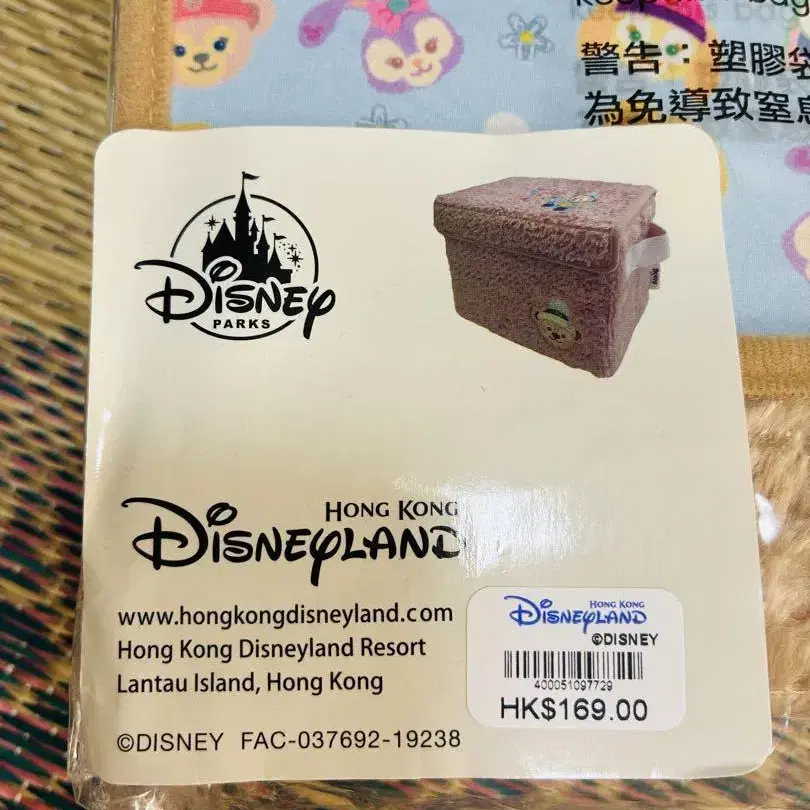 警告：塑膠袋
為免導致窒息
DISNEY
PARKS
HONG KONG
DISNEYLAND
www.hongkongdisneyland.com
Hong Kong Disneyland Resort
Lantau Island, Hong Kong
©DISNEY FAC-037692-19238
HONG KONG
DISNEYLAND
©DISNEY
400051097729
HK$169.00